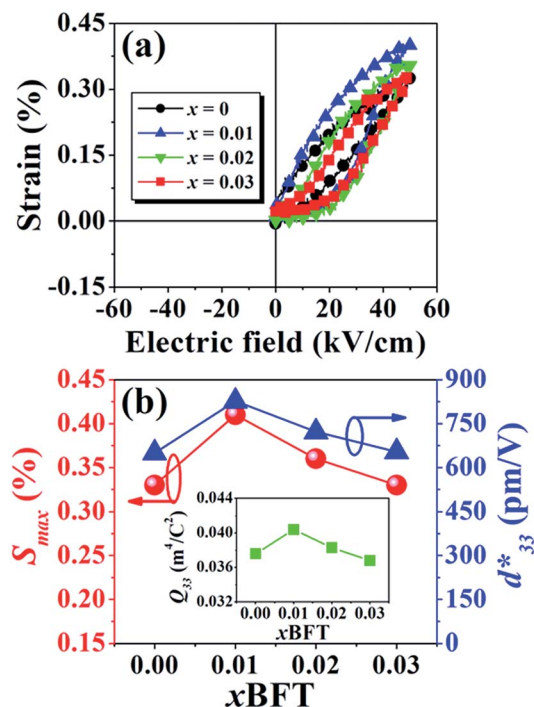 (a)
0.45
0.30
0.15
0.00
-0.15
Strain (%)
x = 0
x = 0.01
x = 0.02
x = 0.03
-60 -40 -20 0 20 40 60
Electric field (kV/cm)
(b)
0.45
0.40
0.35
0.30
0.25
0.20
0.15
Smax (%)
900
750
600
450
300
150
0
d*33 (pm/V)
0.044
0.040
0.036
0.032
Q33 (m⁴/C²)
0.00 0.01 0.02 0.03
xBFT
0.00 0.01 0.02 0.03
xBFT